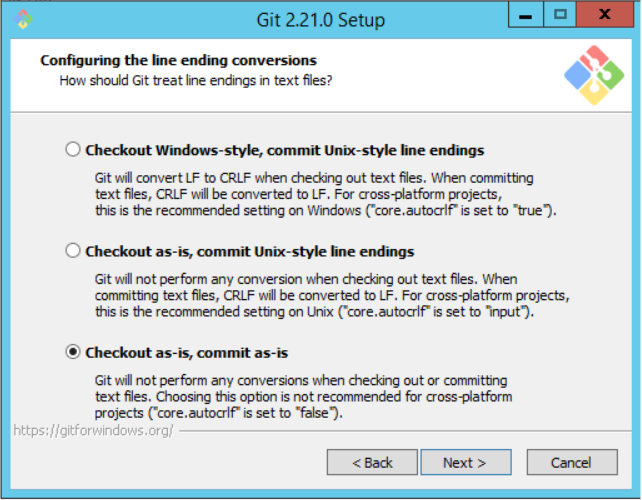 Git 2.21.0 Setup
Configuring the line ending conversions
How should Git treat line endings in text files?
Checkout Windows-style, commit Unix-style line endings
Git will convert LF to CRLF when checking out text files. When committing
text files, CRLF will be converted to LF. For cross-platform projects,
this is the recommended setting on Windows ("core.autocrlf" is set to "true").
Checkout as-is, commit Unix-style line endings
Git will not perform any conversion when checking out text files. When
committing text files, CRLF will be converted to LF. For cross-platform projects,
this is the recommended setting on Unix ("core.autocrlf" is set to "input").
Checkout as-is, commit as-is
Git will not perform any conversions when checking out or committing
text files. Choosing this option is not recommended for cross-platform
projects ("core.autocrlf" is set to "false").
https://gitforwindows.org/
< Back Next > Cancel